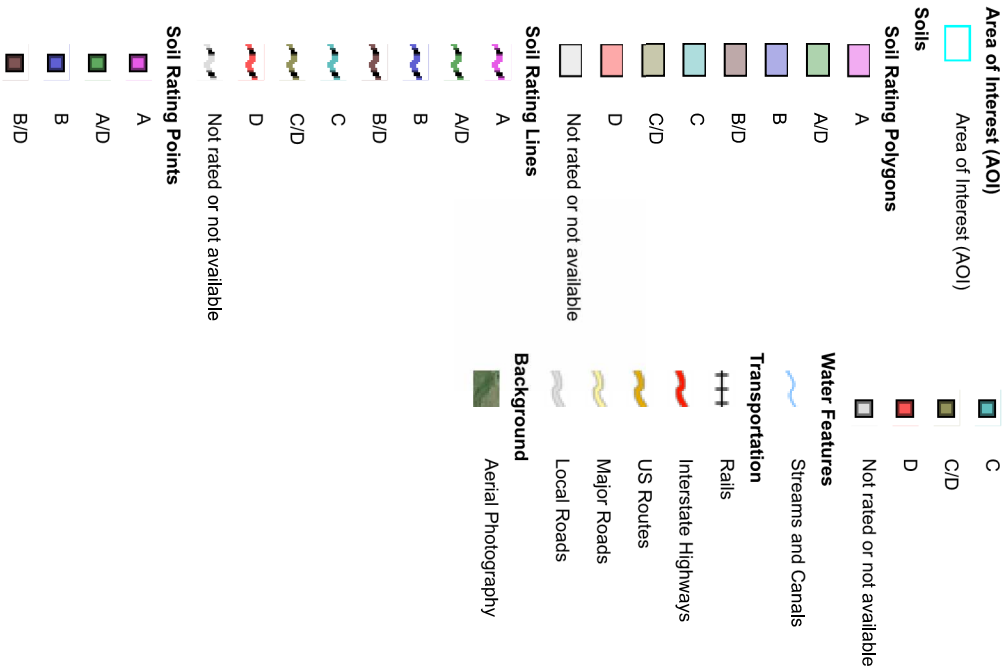 Area of Interest (AOI)
Area of Interest (AOI)
Soils
Soil Rating Polygons
A
A/D
B
B/D
C
C/D
D
Not rated or not available
Soil Rating Lines
A
A/D
B
B/D
C
C/D
D
Not rated or not available
Soil Rating Points
A
A/D
B
B/D
C
C/D
D
Not rated or not available
Water Features
Streams and Canals
Transportation
Rails
Interstate Highways
US Routes
Major Roads
Local Roads
Background
Aerial Photography